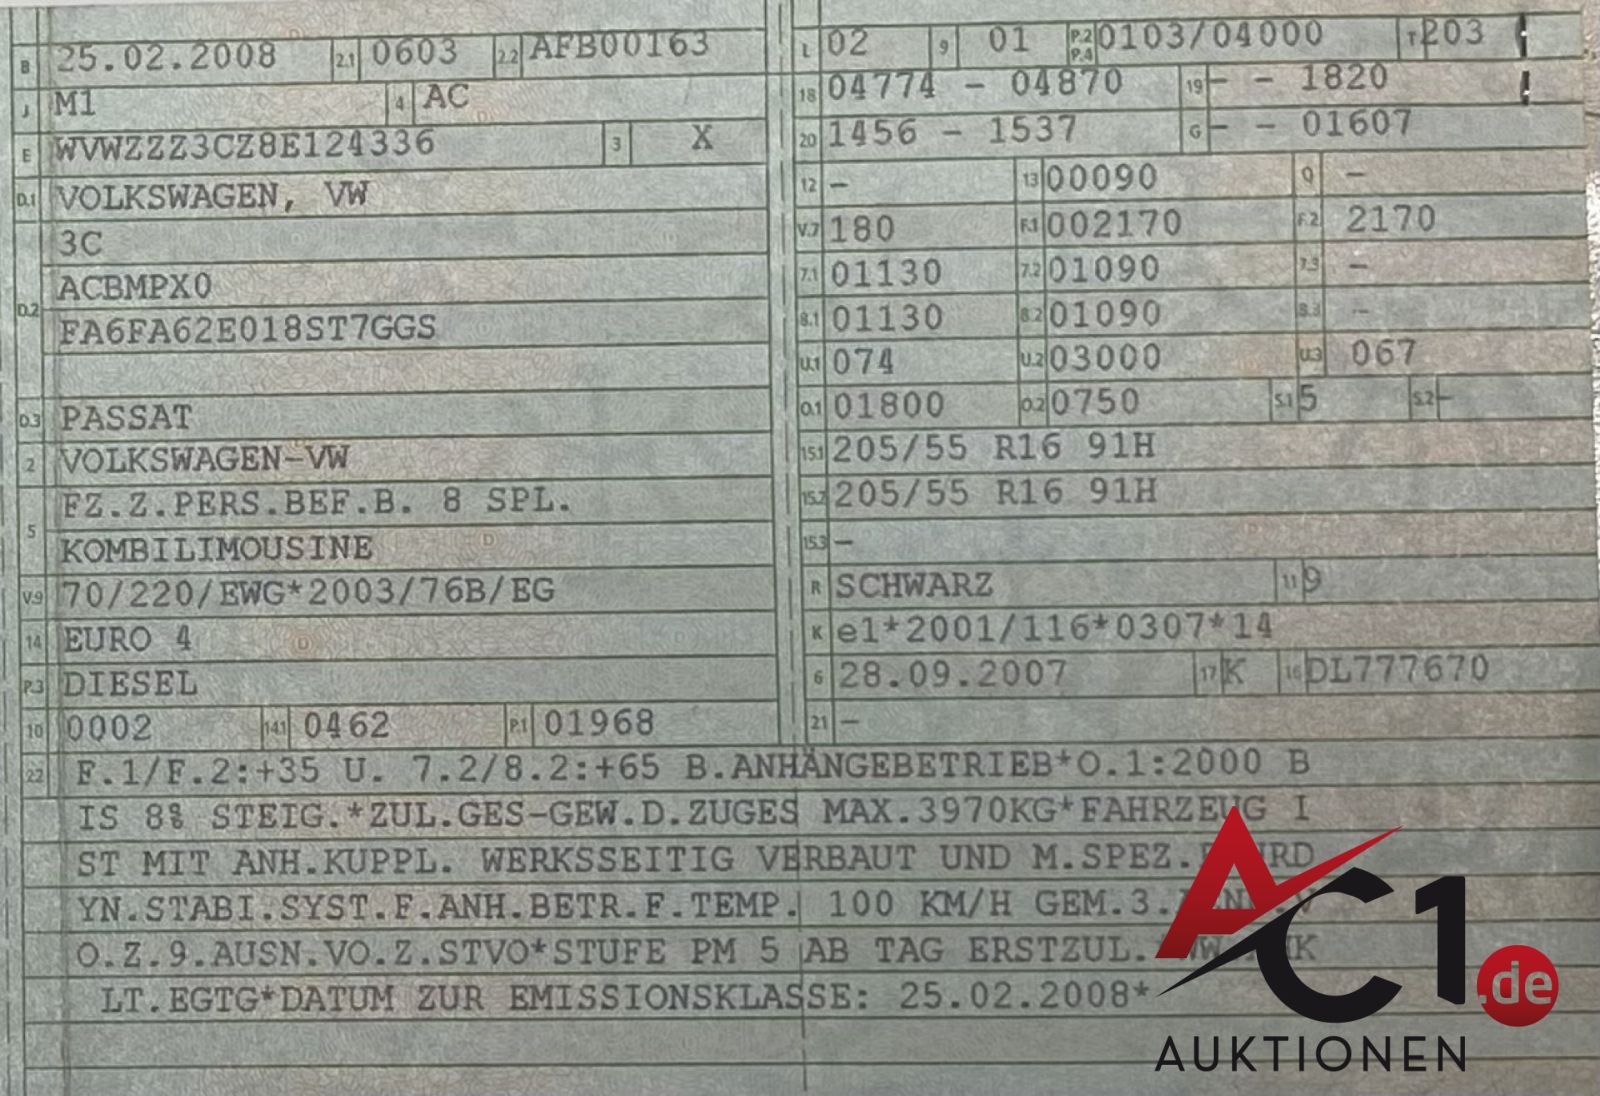 B 25.02.2008 2.1 0603 2.2 AFB00163
J M1 4 AC
E WVWZZZ3CZ8E124336 3 X
D.1 VOLKSWAGEN, VW
3C
D.2 ACBMPX0
FA6FA62E018ST7GGS
D.3 PASSAT
2 VOLKSWAGEN-VW
FZ.Z.PERS.BEF.B. 8 SPL.
5 KOMBILIMOUSINE
V.9 70/220/EWG*2003/76B/EG
14 EURO 4
P.3 DIESEL
10 0002 14.1 0462 P.1 01968
L 02 9 01 P.2 P.4 0103/04000 T 203
18 04774 - 04870 19 - - 1820
20 1456 - 1537 G - - 01607
12 - 13 00090 Q -
V.7 180 F.1 002170 F.2 2170
7.1 01130 7.2 01090 7.3 -
8.1 01130 8.2 01090 8.3 -
U.1 074 U.2 03000 U.3 067
O.1 01800 O.2 0750 S.1 5 S.2 -
15.1 205/55 R16 91H
15.2 205/55 R16 91H
15.3 -
R SCHWARZ 11 9
K e1*2001/116*0307*14
6 28.09.2007 17 K 16 DL777670
21 -
22 F.1/F.2:+35 U. 7.2/8.2:+65 B.ANHÄNGEBETRIEB*O.1:2000 B
IS 8% STEIG.*ZUL.GES-GEW.D.ZUGES MAX.3970KG*FAHRZEUG I
ST MIT ANH.KUPPL. WERKSSEITIG VERBAUT UND M.SPEZ.
YN.STABI.SYST.F.ANH.BETR.F.TEMP. 100 KM/H GEM.3.
O.Z.9.AUSN.VO.Z.STVO*STUFE PM 5 AB TAG ERSTZUL.
LT.EGTG*DATUM ZUR EMISSIONSKLASSE: 25.02.2008*
AC1.de
AUKTIONEN